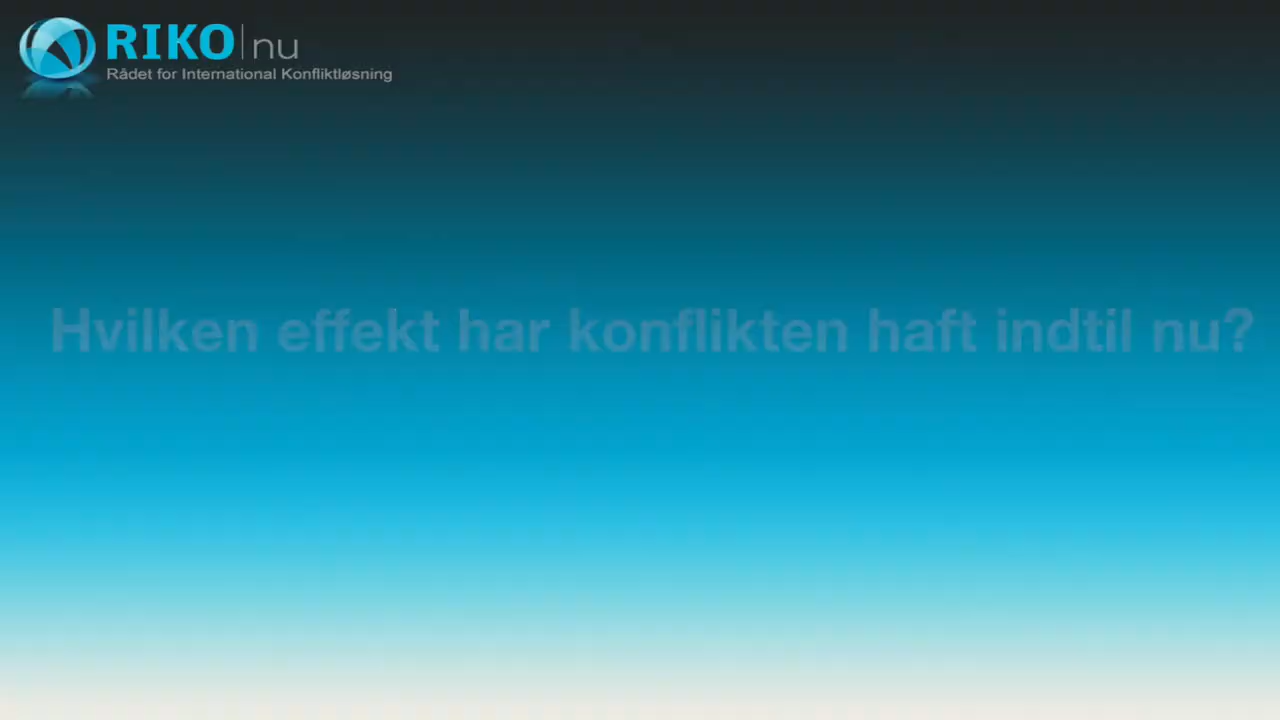 RIKO|nu
Rådet for International Konfliktløsning
Hvilken effekt har konflikten haft indtil nu?